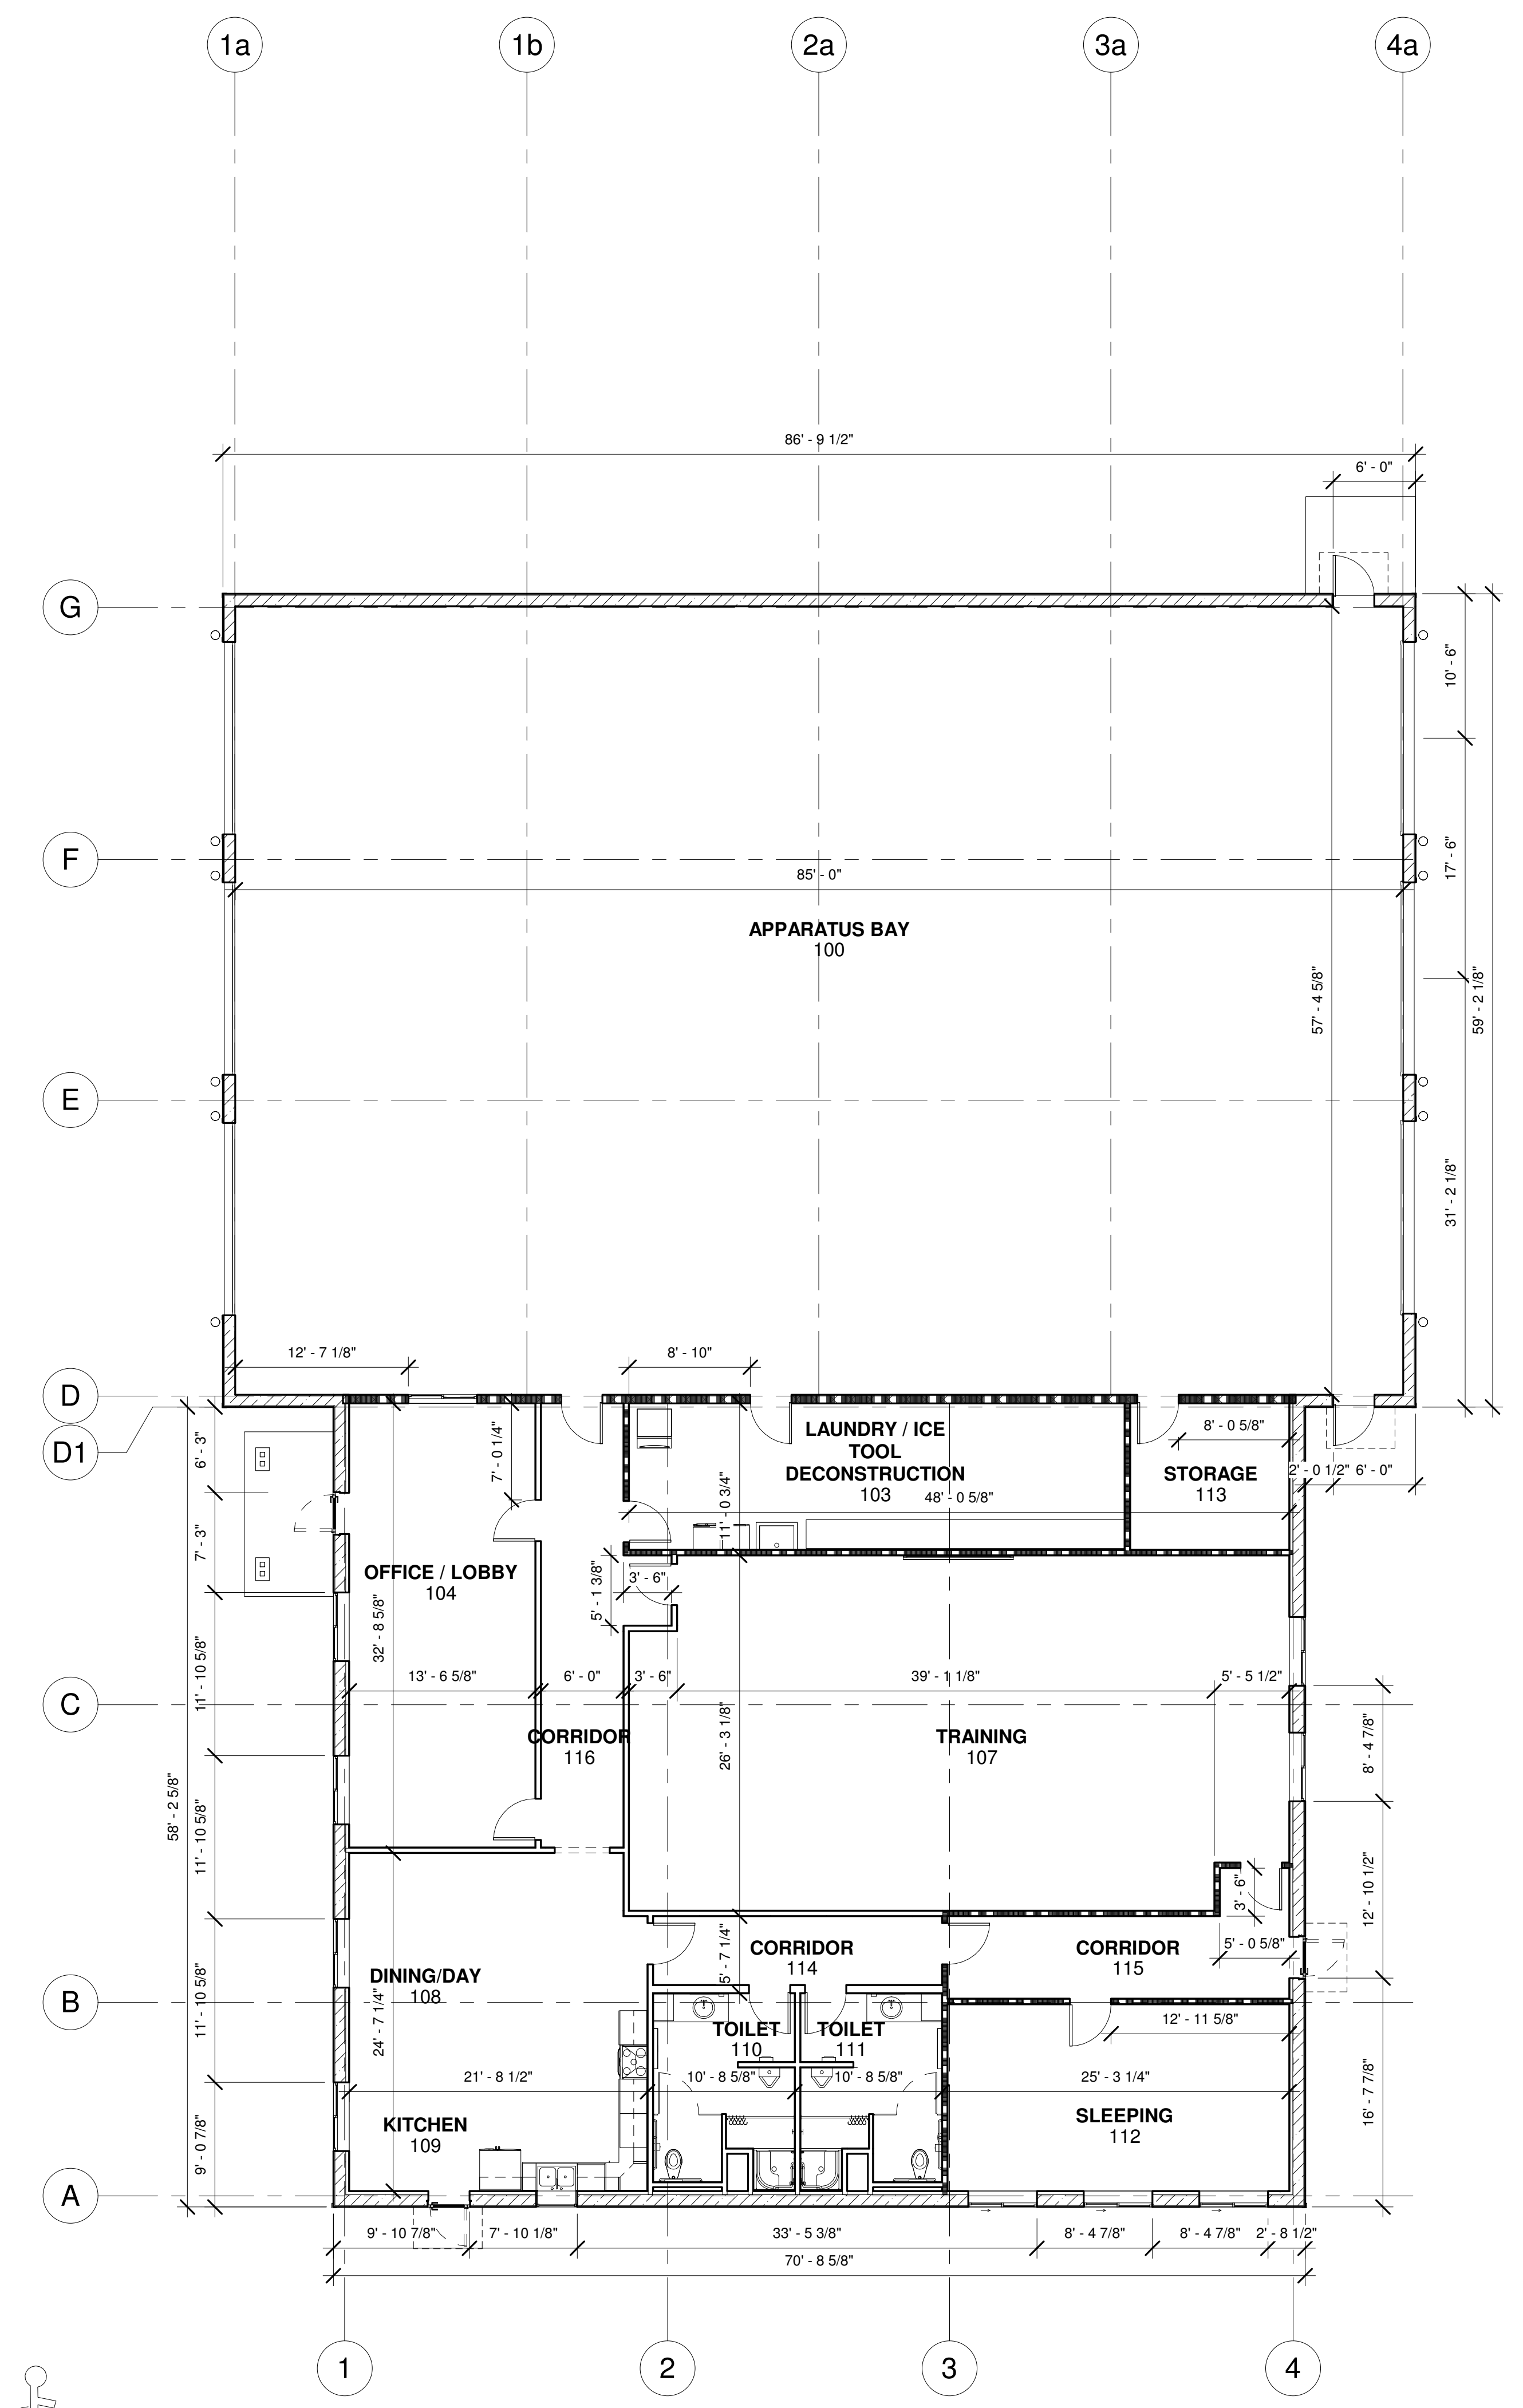 1a 1b 2a 3a 4a
86' - 9 1/2"
6' - 0"
G
10' - 6"
F
17' - 6"
85' - 0"
APPARATUS BAY
100
57' - 4 5/8"
59' - 2 1/8"
E
31' - 2 1/8"
12' - 7 1/8"
8' - 10"
D
D1
6' - 3"
7' - 0 1/4"
LAUNDRY / ICE
TOOL
DECONSTRUCTION
103
48' - 0 5/8"
11' - 0 3/4"
8' - 0 5/8"
STORAGE
113
2' - 0 1/2" 6' - 0"
7' - 3"
OFFICE / LOBBY
104
32' - 8 5/8"
5' - 1 3/8"
3' - 6"
11' - 10 5/8"
13' - 6 5/8" 6' - 0" 3' - 6" 39' - 1 1/8" 5' - 5 1/2"
C
CORRIDOR
116
26' - 3 1/8"
TRAINING
107
8' - 4 7/8"
58' - 2 5/8"
11' - 10 5/8"
12' - 10 1/2"
3' - 6"
5' - 0 5/8"
CORRIDOR
114
5' - 7 1/4"
CORRIDOR
115
DINING/DAY
108
24' - 7 1/4"
B
11' - 10 5/8"
12' - 11 5/8"
TOILET
110
TOILET
111
21' - 8 1/2" 10' - 8 5/8" 10' - 8 5/8" 25' - 3 1/4"
16' - 7 7/8"
SLEEPING
112
KITCHEN
109
9' - 0 7/8"
A
9' - 10 7/8" 7' - 10 1/8" 33' - 5 3/8" 8' - 4 7/8" 8' - 4 7/8" 2' - 8 1/2"
70' - 8 5/8"
1 2 3 4